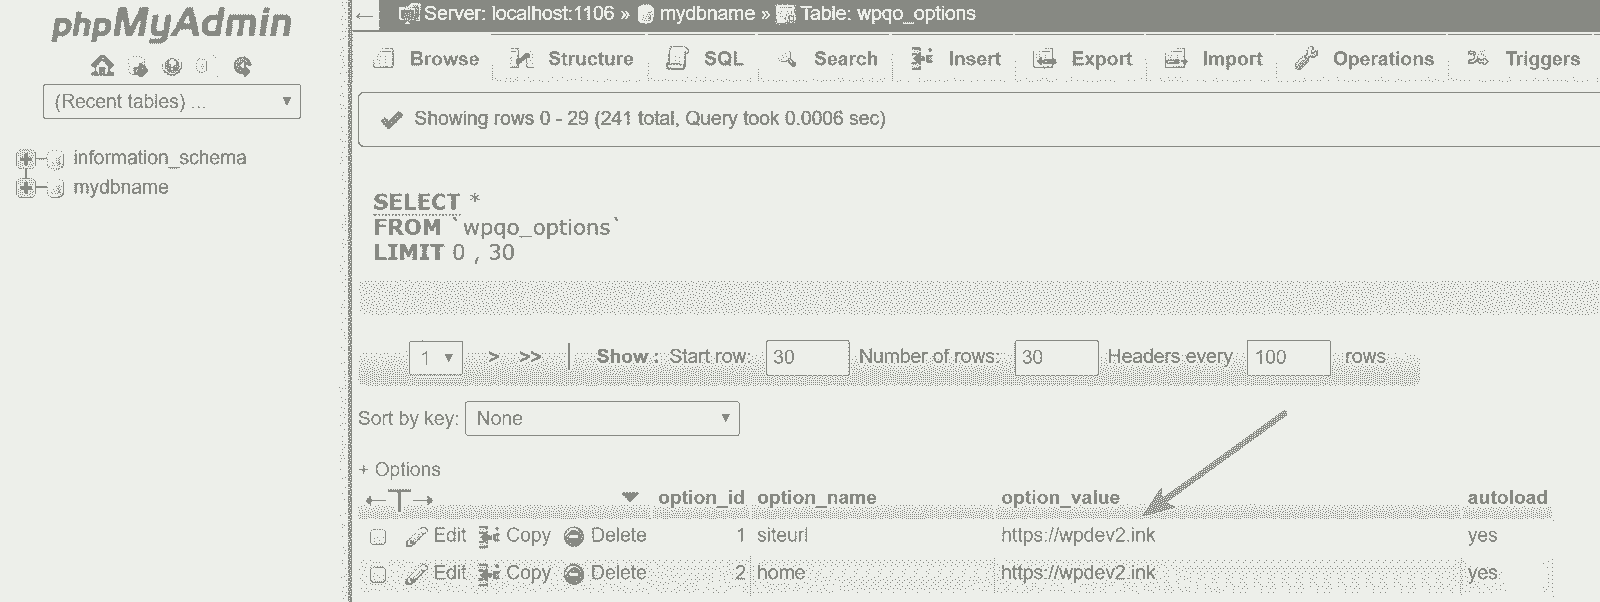 phpMyAdmin
(Recent tables) ...
information_schema
mydbname
Server: localhost:1106 » mydbname » Table: wpqo_options
Browse Structure SQL Search Insert Export Import Operations Triggers
Showing rows 0 - 29 (241 total, Query took 0.0006 sec)
SELECT *
FROM `wpqo_options`
LIMIT 0 , 30
1 > >> | Show : Start row: 30 Number of rows: 30 Headers every 100 rows
Sort by key: None
+ Options
←T→ option_id option_name option_value autoload
Edit Copy Delete 1 siteurl https://wpdev2.ink yes
Edit Copy Delete 2 home https://wpdev2.ink yes